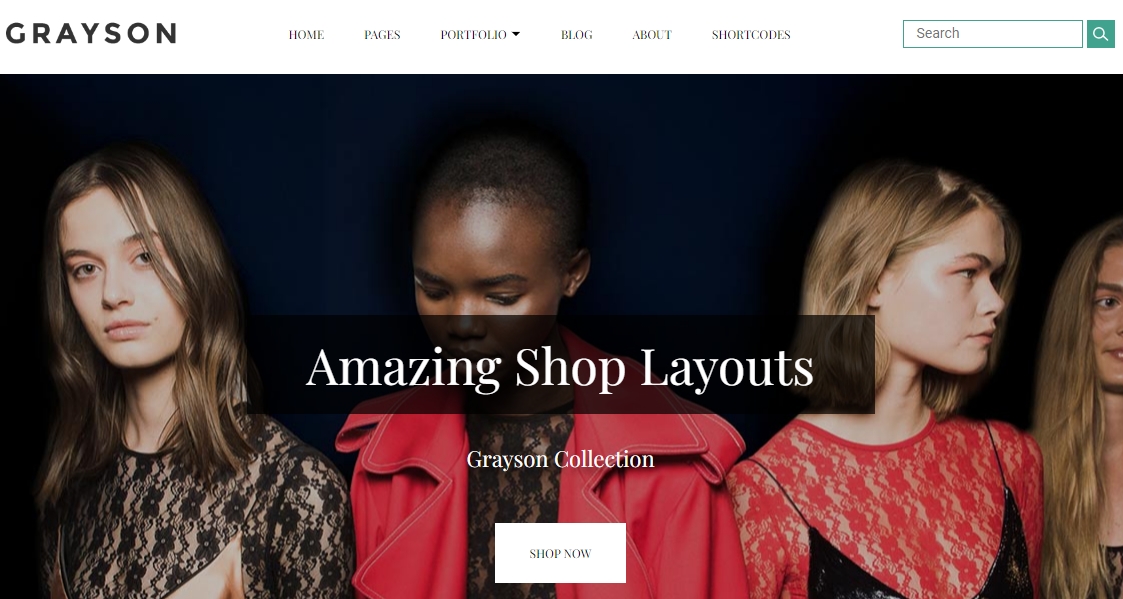 GRAYSON
HOME PAGES PORTFOLIO BLOG ABOUT SHORTCODES
Search
Amazing Shop Layouts
Grayson Collection
SHOP NOW